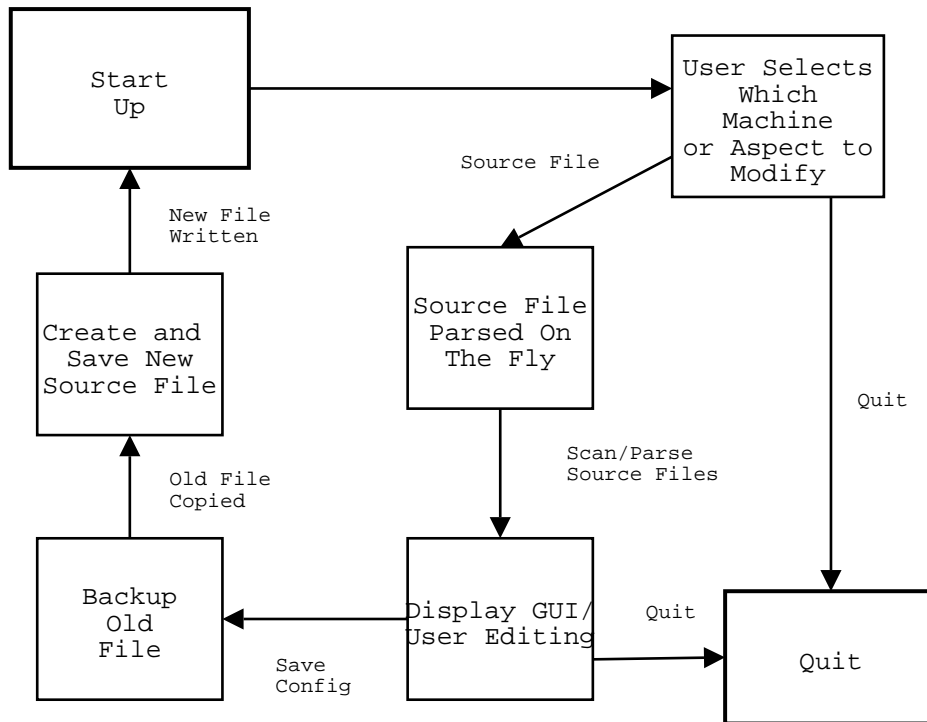 Start
Up
User Selects
Which
Machine
or Aspect to
Modify
Source File
New File
Written
Source File
Parsed On
The Fly
Create and
Save New
Source File
Quit
Scan/Parse
Source Files
Old File
Copied
Backup
Old
File
Display GUI/
User Editing
Quit
Quit
Save
Config